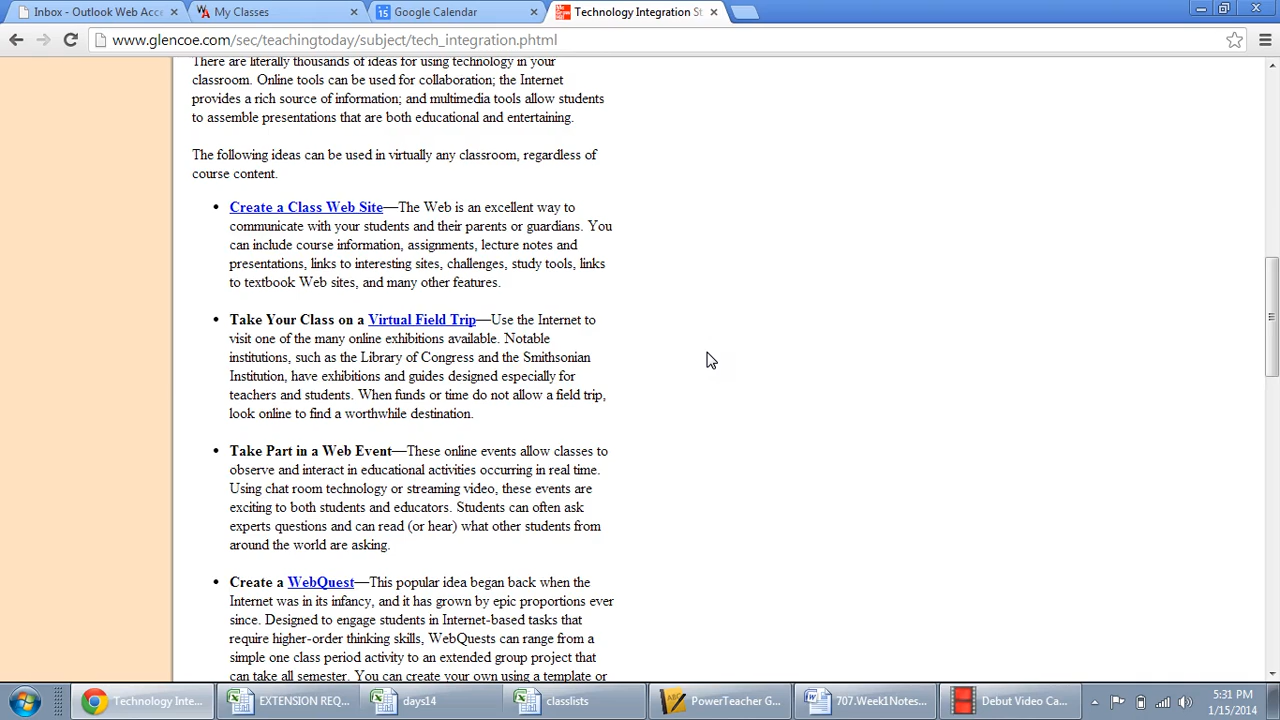 Inbox - Outlook Web Acce
My Classes
Google Calendar
Technology Integration St
www.glencoe.com/sec/teachingtoday/subject/tech_integration.phtml
There are literally thousands of ideas for using technology in your
classroom. Online tools can be used for collaboration; the Internet
provides a rich source of information; and multimedia tools allow students
to assemble presentations that are both educational and entertaining.
The following ideas can be used in virtually any classroom, regardless of
course content.
• Create a Class Web Site—The Web is an excellent way to
communicate with your students and their parents or guardians. You
can include course information, assignments, lecture notes and
presentations, links to interesting sites, challenges, study tools, links
to textbook Web sites, and many other features.
• Take Your Class on a Virtual Field Trip—Use the Internet to
visit one of the many online exhibitions available. Notable
institutions, such as the Library of Congress and the Smithsonian
Institution, have exhibitions and guides designed especially for
teachers and students. When funds or time do not allow a field trip,
look online to find a worthwhile destination.
• Take Part in a Web Event—These online events allow classes to
observe and interact in educational activities occurring in real time.
Using chat room technology or streaming video, these events are
exciting to both students and educators. Students can often ask
experts questions and can read (or hear) what other students from
around the world are asking.
• Create a WebQuest—This popular idea began back when the
Internet was in its infancy, and it has grown by epic proportions ever
since. Designed to engage students in Internet-based tasks that
require higher-order thinking skills, WebQuests can range from a
simple one class period activity to an extended group project that
can take all semester. You can create your own using a template or
Technology Inte...
EXTENSION REQ...
days14
classlists
PowerTeacher G...
707.Week1Notes...
Debut Video Ca...
5:31 PM
1/15/2014